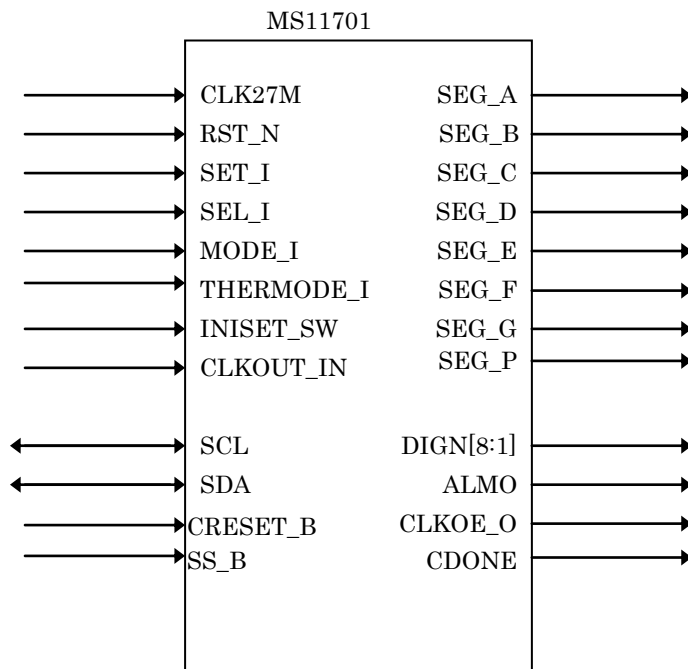 MS11701
CLK27M SEG_A
RST_N SEG_B
SET_I SEG_C
SEL_I SEG_D
MODE_I SEG_E
THERMODE_I SEG_F
INISET_SW SEG_G
CLKOUT_IN SEG_P
SCL DIGN[8:1]
SDA ALMO
CRESET_B CLKOE_O
SS_B CDONE